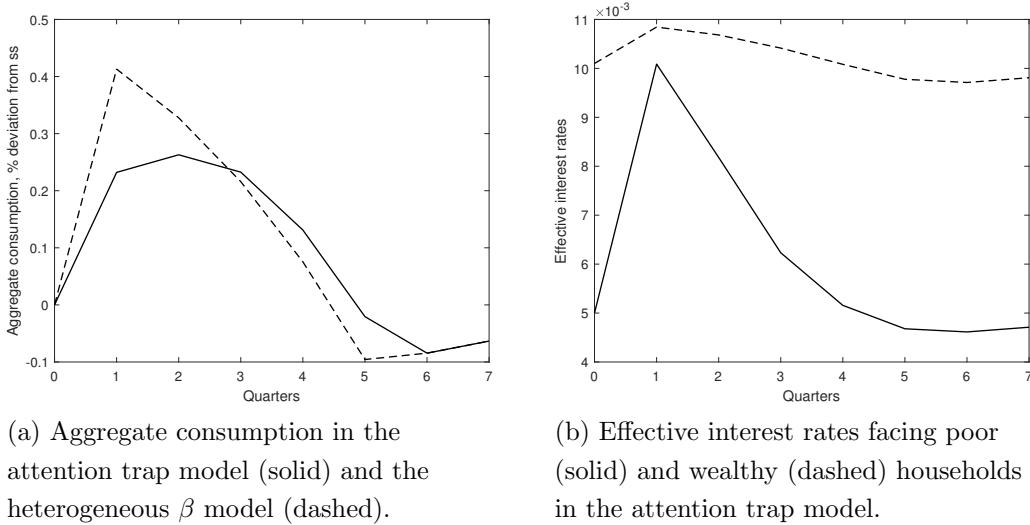 0.5
0.4
0.3
0.2
0.1
0
-0.1
Aggregate consumption, % deviation from ss
0 1 2 3 4 5 6 7
Quarters
×10⁻³
11
10
9
8
7
6
5
4
Effective interest rates
0 1 2 3 4 5 6 7
Quarters
(a) Aggregate consumption in the
attention trap model (solid) and the
heterogeneous β model (dashed).
(b) Effective interest rates facing poor
(solid) and wealthy (dashed) households
in the attention trap model.